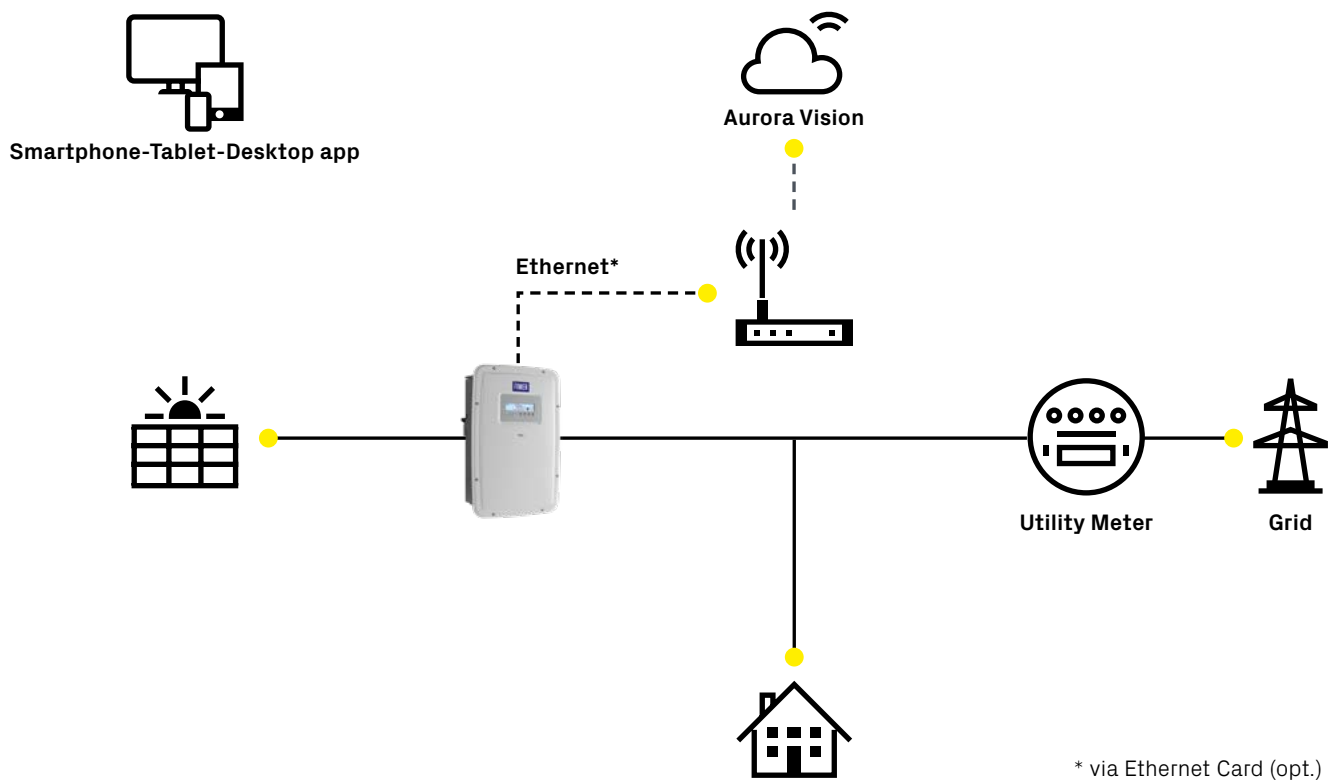 Aurora Vision
Smartphone-Tablet-Desktop app
Ethernet*
Utility Meter
Grid
* via Ethernet Card (opt.)